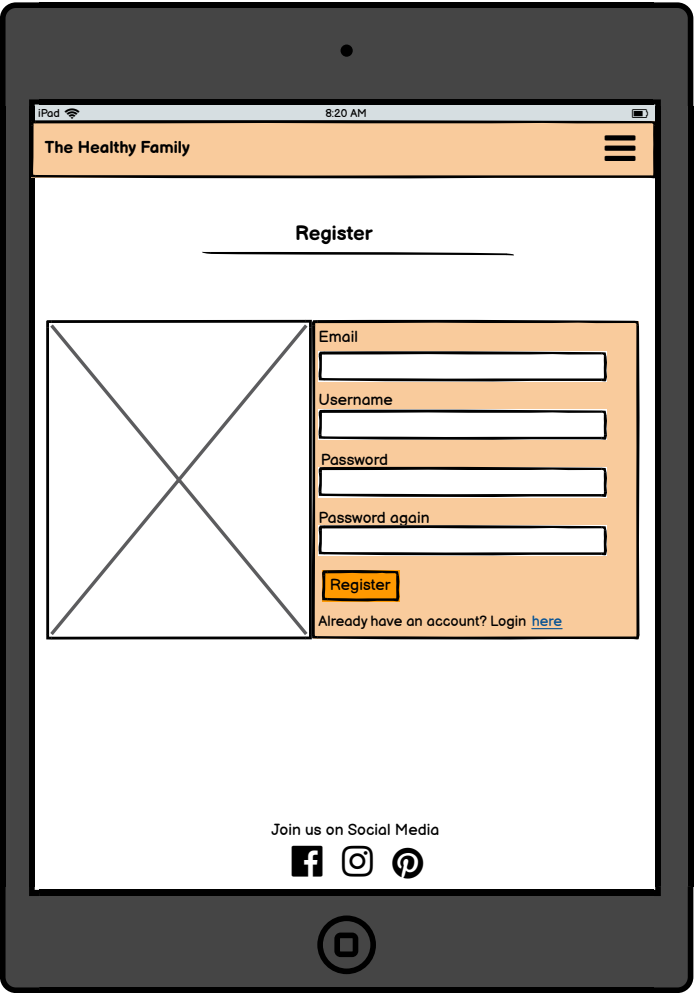 iPad
8:20 AM
The Healthy Family
Register
Email
Username
Password
Password again
Register
Already have an account? Login here
Join us on Social Media